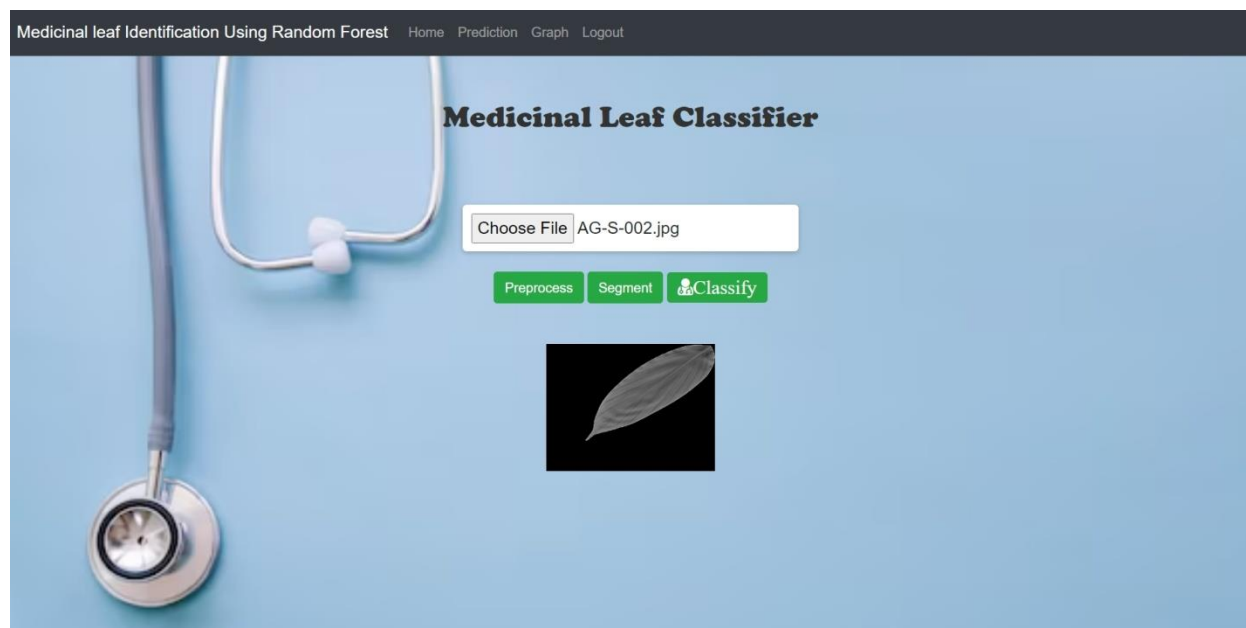 Medicinal leaf Identification Using Random Forest Home Prediction Graph Logout
Medicinal Leaf Classifier
Choose File AG-S-002.jpg
Preprocess Segment Classify